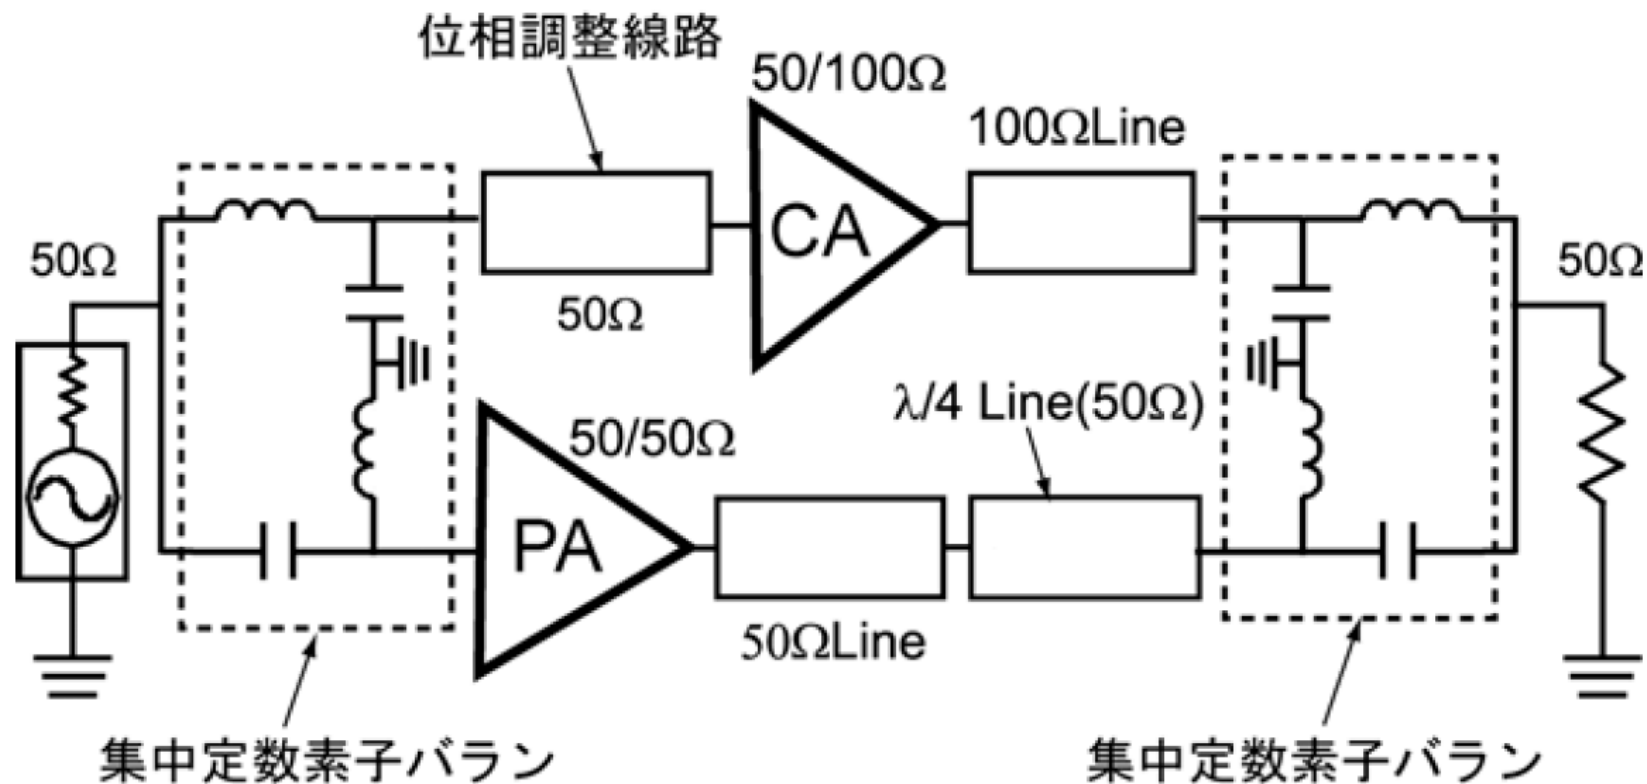 位相調整線路
50/100Ω
100ΩLine
50Ω
CA
50Ω
50Ω
λ/4 Line(50Ω)
50/50Ω
PA
50ΩLine
集中定数素子バラン
集中定数素子バラン